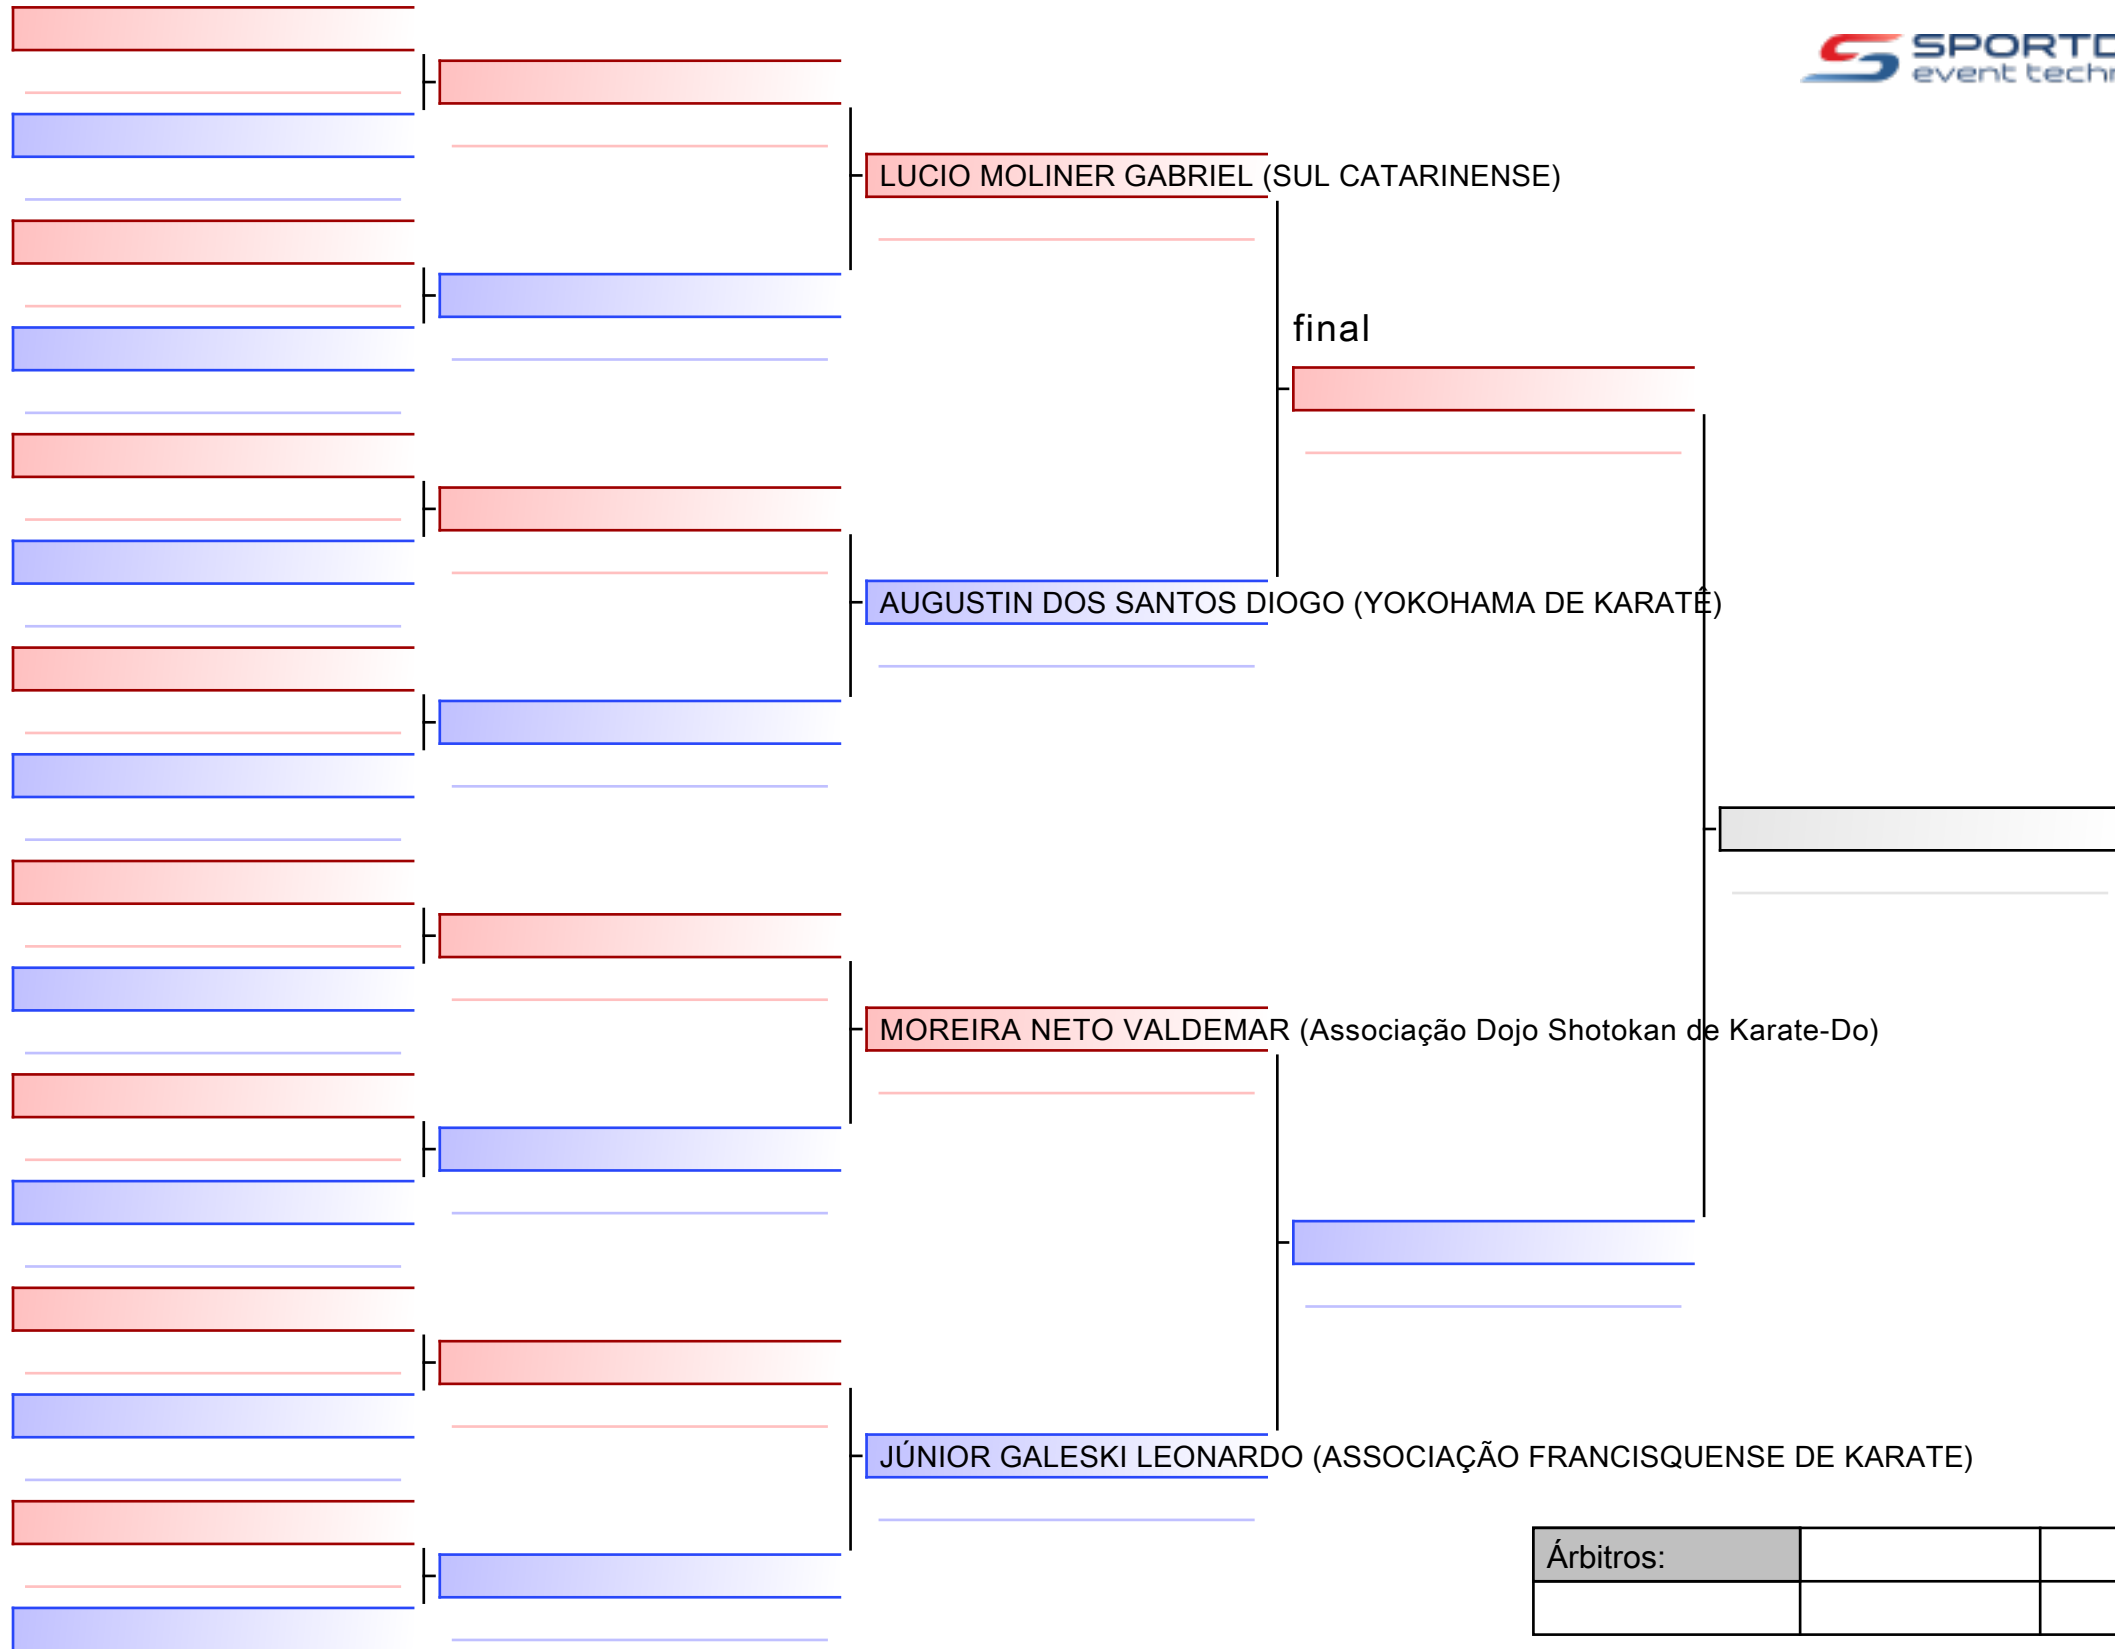 SPORTD
event techn
LUCIO MOLINER GABRIEL (SUL CATARINENSE)
final
AUGUSTIN DOS SANTOS DIOGO (YOKOHAMA DE KARATÊ)
MOREIRA NETO VALDEMAR (Associação Dojo Shotokan de Karate-Do)
JÚNIOR GALESKI LEONARDO (ASSOCIAÇÃO FRANCISQUENSE DE KARATE)
Árbitros: